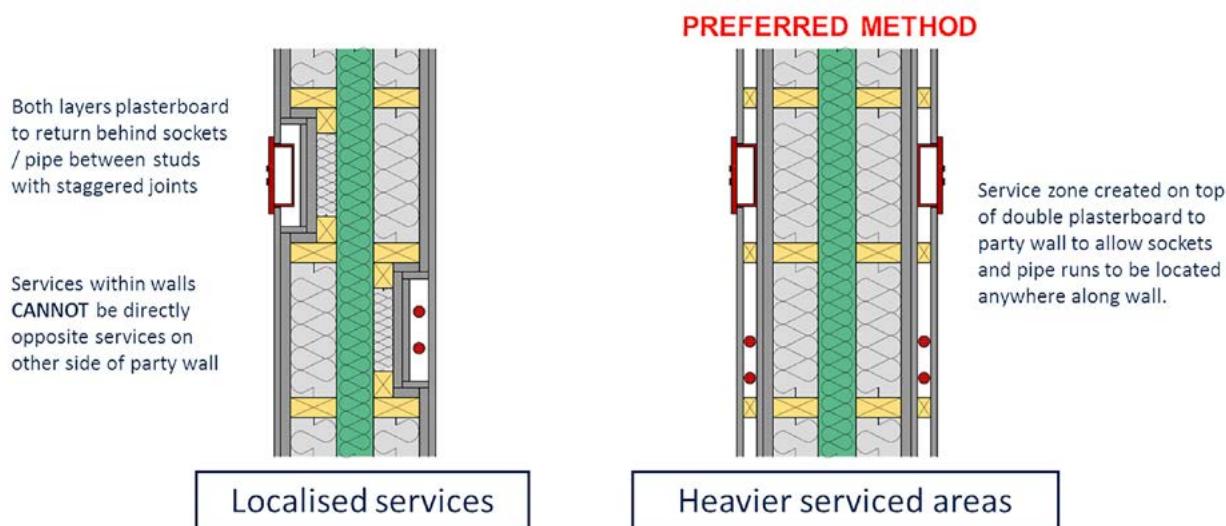 PREFERRED METHOD
Both layers plasterboard
to return behind sockets
/ pipe between studs
with staggered joints
Services within walls
CANNOT be directly
opposite services on
other side of party wall
Service zone created on top
of double plasterboard to
party wall to allow sockets
and pipe runs to be located
anywhere along wall.
Localised services
Heavier serviced areas